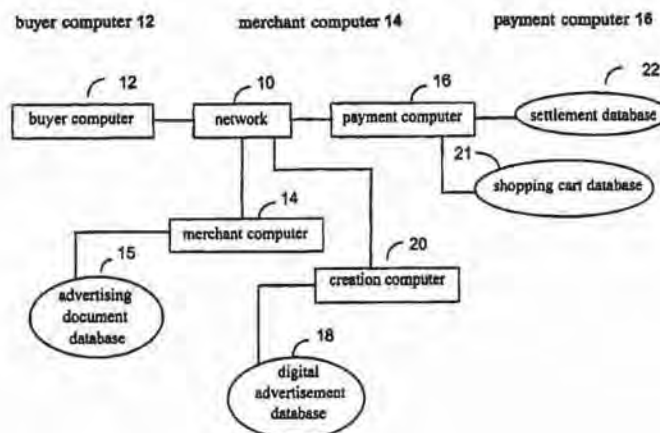 buyer computer 12 merchant computer 14 payment computer 16
12 10 16 22
buyer computer network payment computer settlement database
21
shopping cart database
14
merchant computer
15 20
advertising
document
database
creation computer
18
digital
advertisement
database